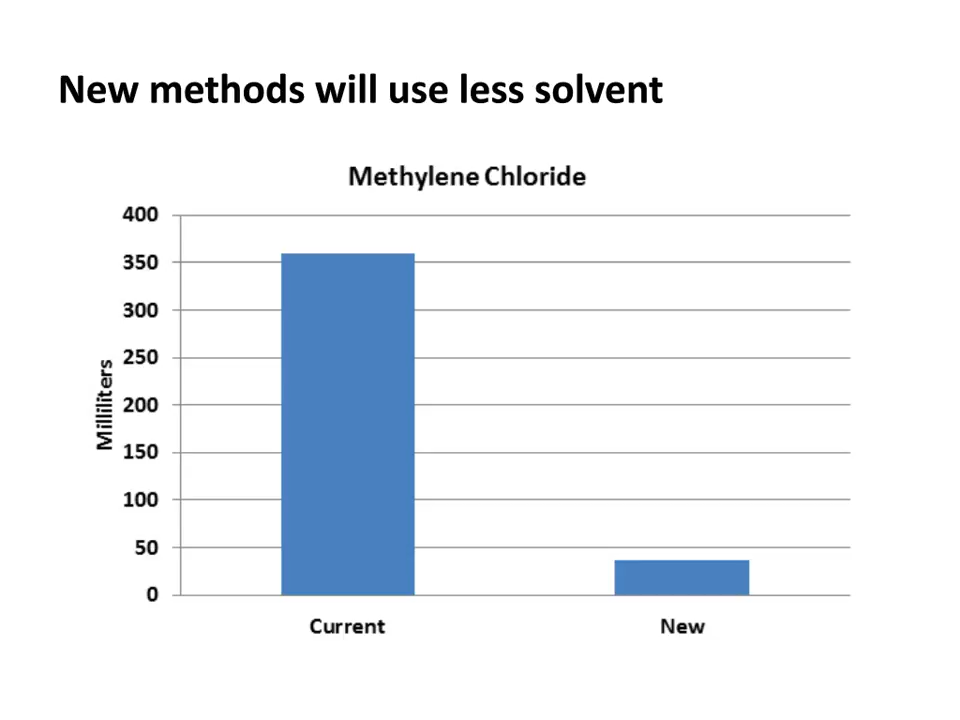 New methods will use less solvent
Methylene Chloride
400
350
300
250
200
150
100
50
0
Milliliters
Current
New